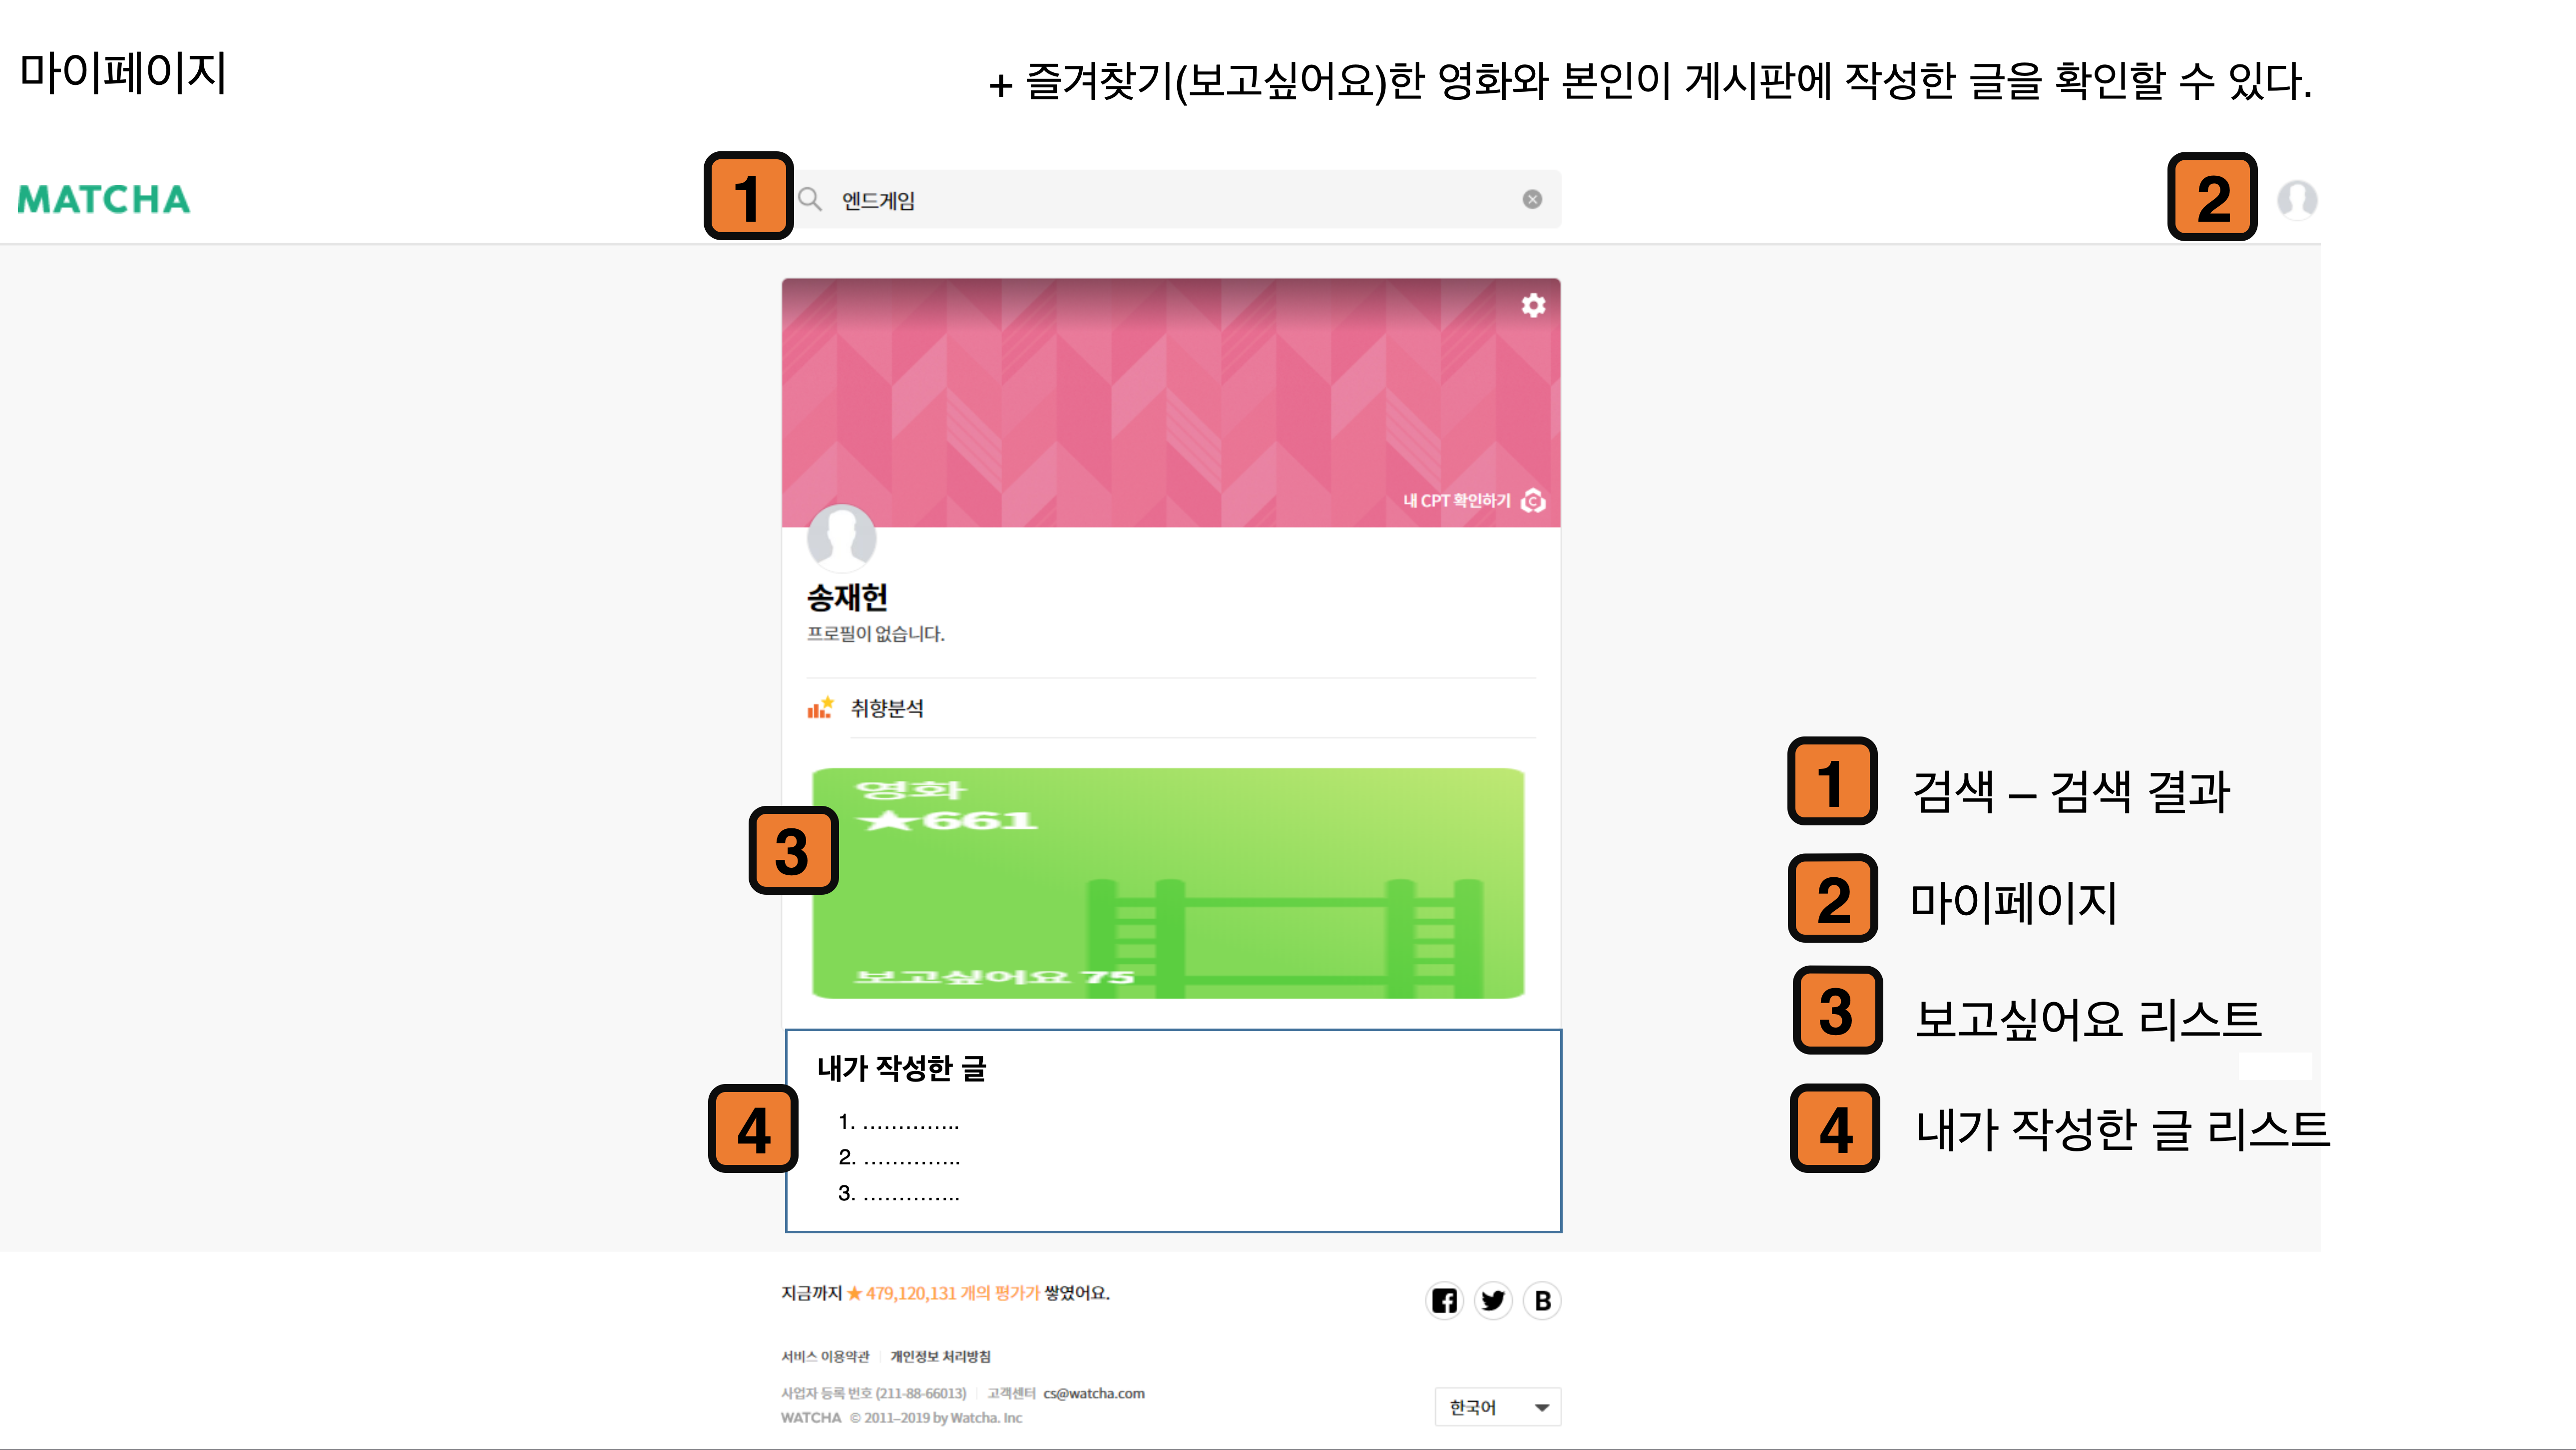 마이페이지
+ 즐겨찾기(보고싶어요)한 영화와 본인이 게시판에 작성한 글을 확인할 수 있다.
MATCHA
1
엔드게임
2
내 CPT 확인하기
송재헌
프로필이 없습니다.
취향분석
영화
★661
3
보고싶어요 75
내가 작성한 글
4
1. .............
2. .............
3. .............
1 검색 – 검색 결과
2 마이페이지
3 보고싶어요 리스트
4 내가 작성한 글 리스트
지금까지 ★ 479,120,131 개의 평가가 쌓였어요.
B
서비스 이용약관 | 개인정보 처리방침
사업자 등록 번호 (211-88-66013) | 고객센터 cs@watcha.com
WATCHA © 2011–2019 by Watcha. Inc
한국어